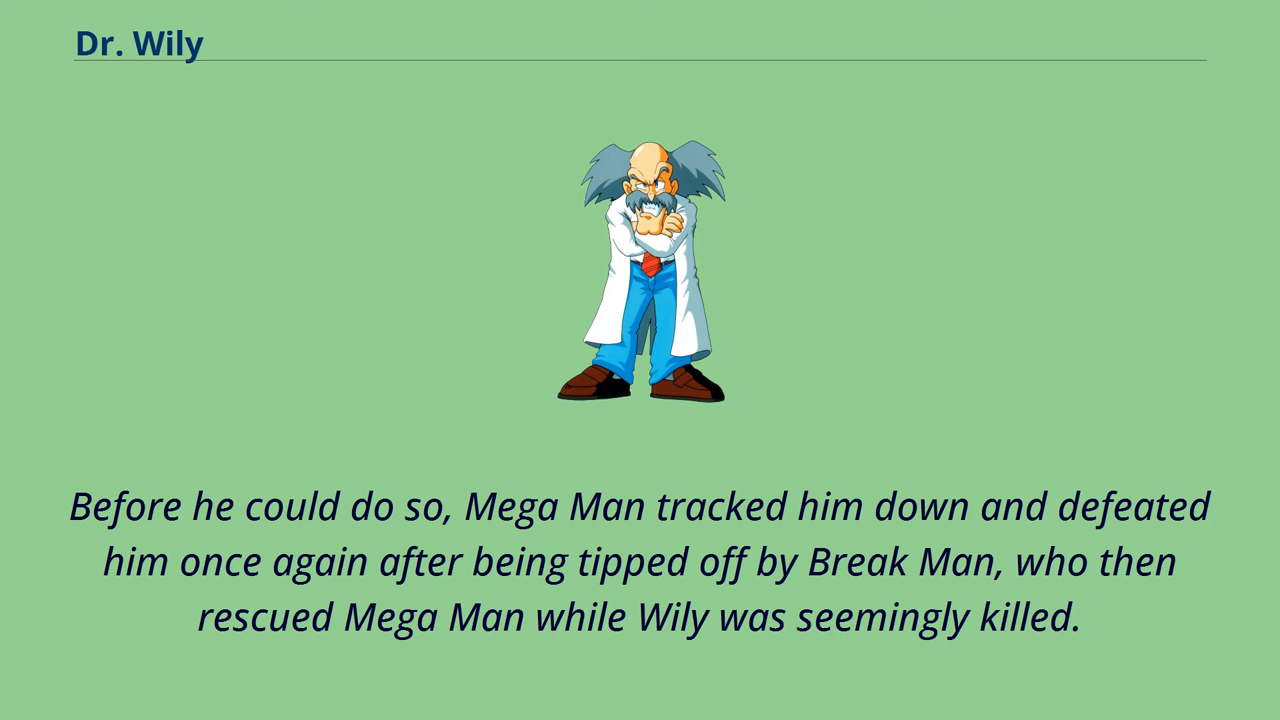 Dr. Wily
Before he could do so, Mega Man tracked him down and defeated
him once again after being tipped off by Break Man, who then
rescued Mega Man while Wily was seemingly killed.